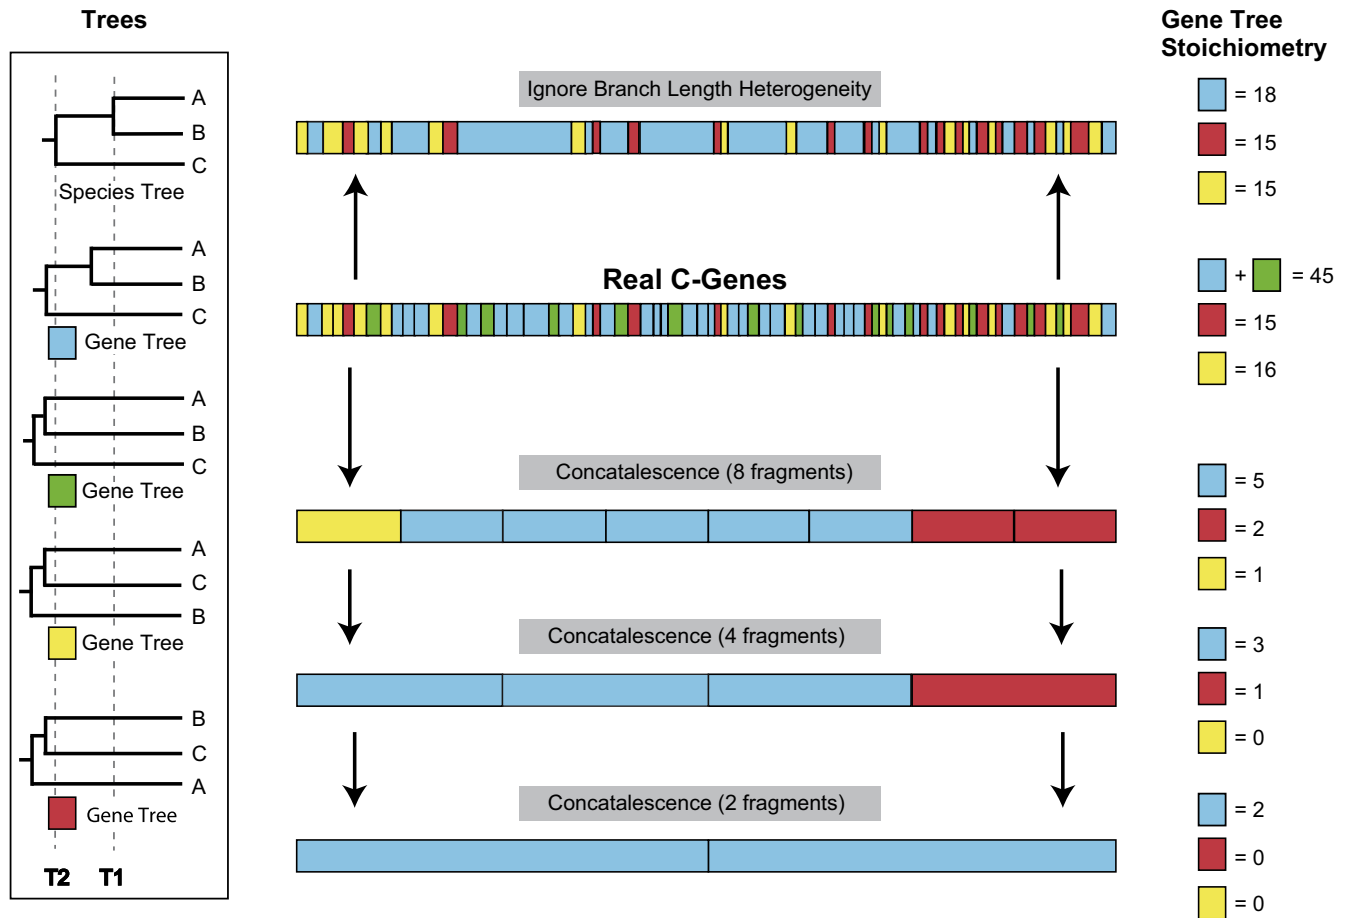 Trees
A
B
C
Species Tree
A
B
C
Gene Tree
A
B
C
Gene Tree
A
C
B
Gene Tree
B
C
A
Gene Tree
T2 T1
Ignore Branch Length Heterogeneity
Real C-Genes
Concatalescence (8 fragments)
Concatalescence (4 fragments)
Concatalescence (2 fragments)
Gene Tree
Stoichiometry
= 18
= 15
= 15
+ = 45
= 15
= 16
= 5
= 2
= 1
= 3
= 1
= 0
= 2
= 0
= 0